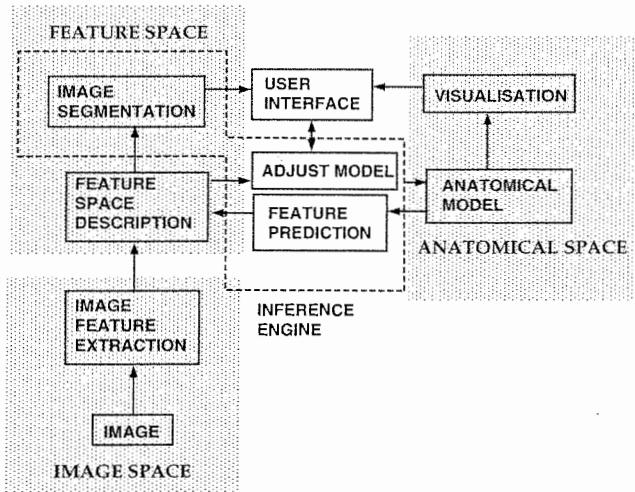 FEATURE SPACE
IMAGE
SEGMENTATION
USER
INTERFACE
VISUALISATION
FEATURE
SPACE
DESCRIPTION
ADJUST MODEL
FEATURE
PREDICTION
ANATOMICAL
MODEL
ANATOMICAL SPACE
IMAGE
FEATURE
EXTRACTION
INFERENCE
ENGINE
IMAGE
IMAGE SPACE